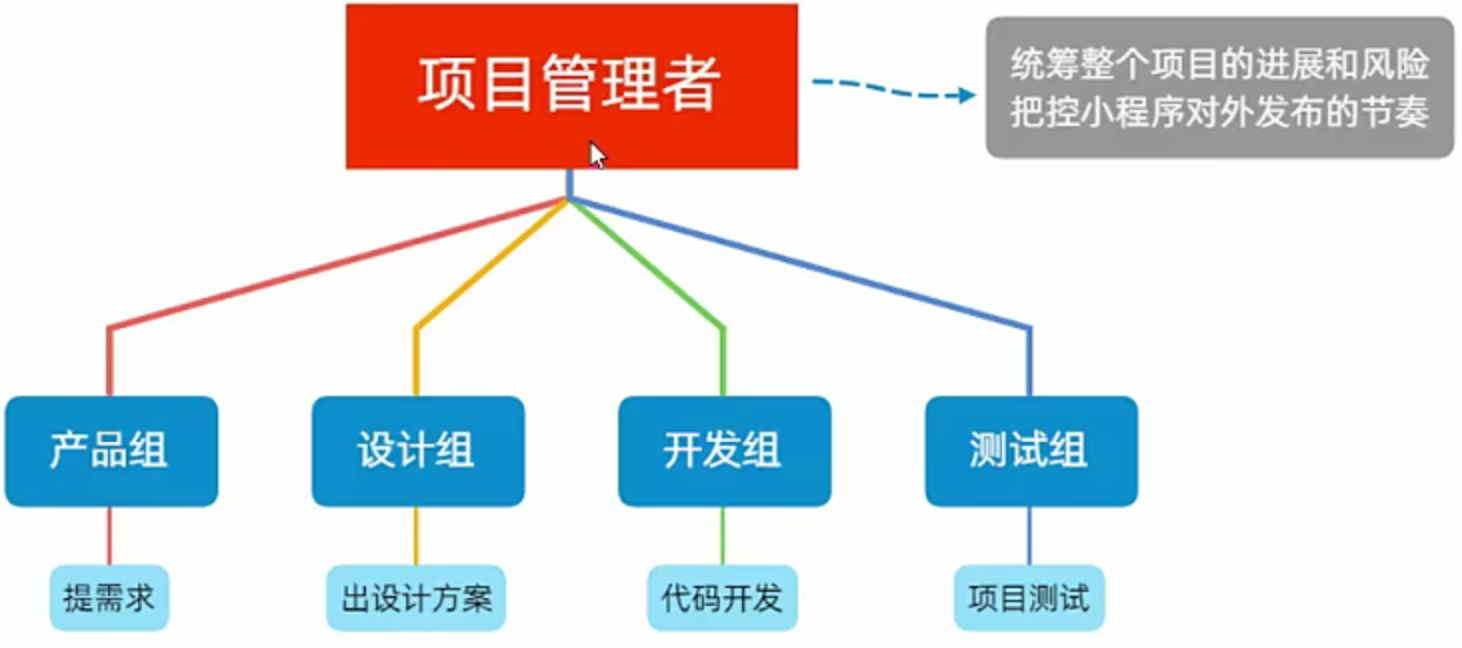 项目管理者
统筹整个项目的进展和风险
把控小程序对外发布的节奏
产品组
设计组
开发组
测试组
提需求
出设计方案
代码开发
项目测试